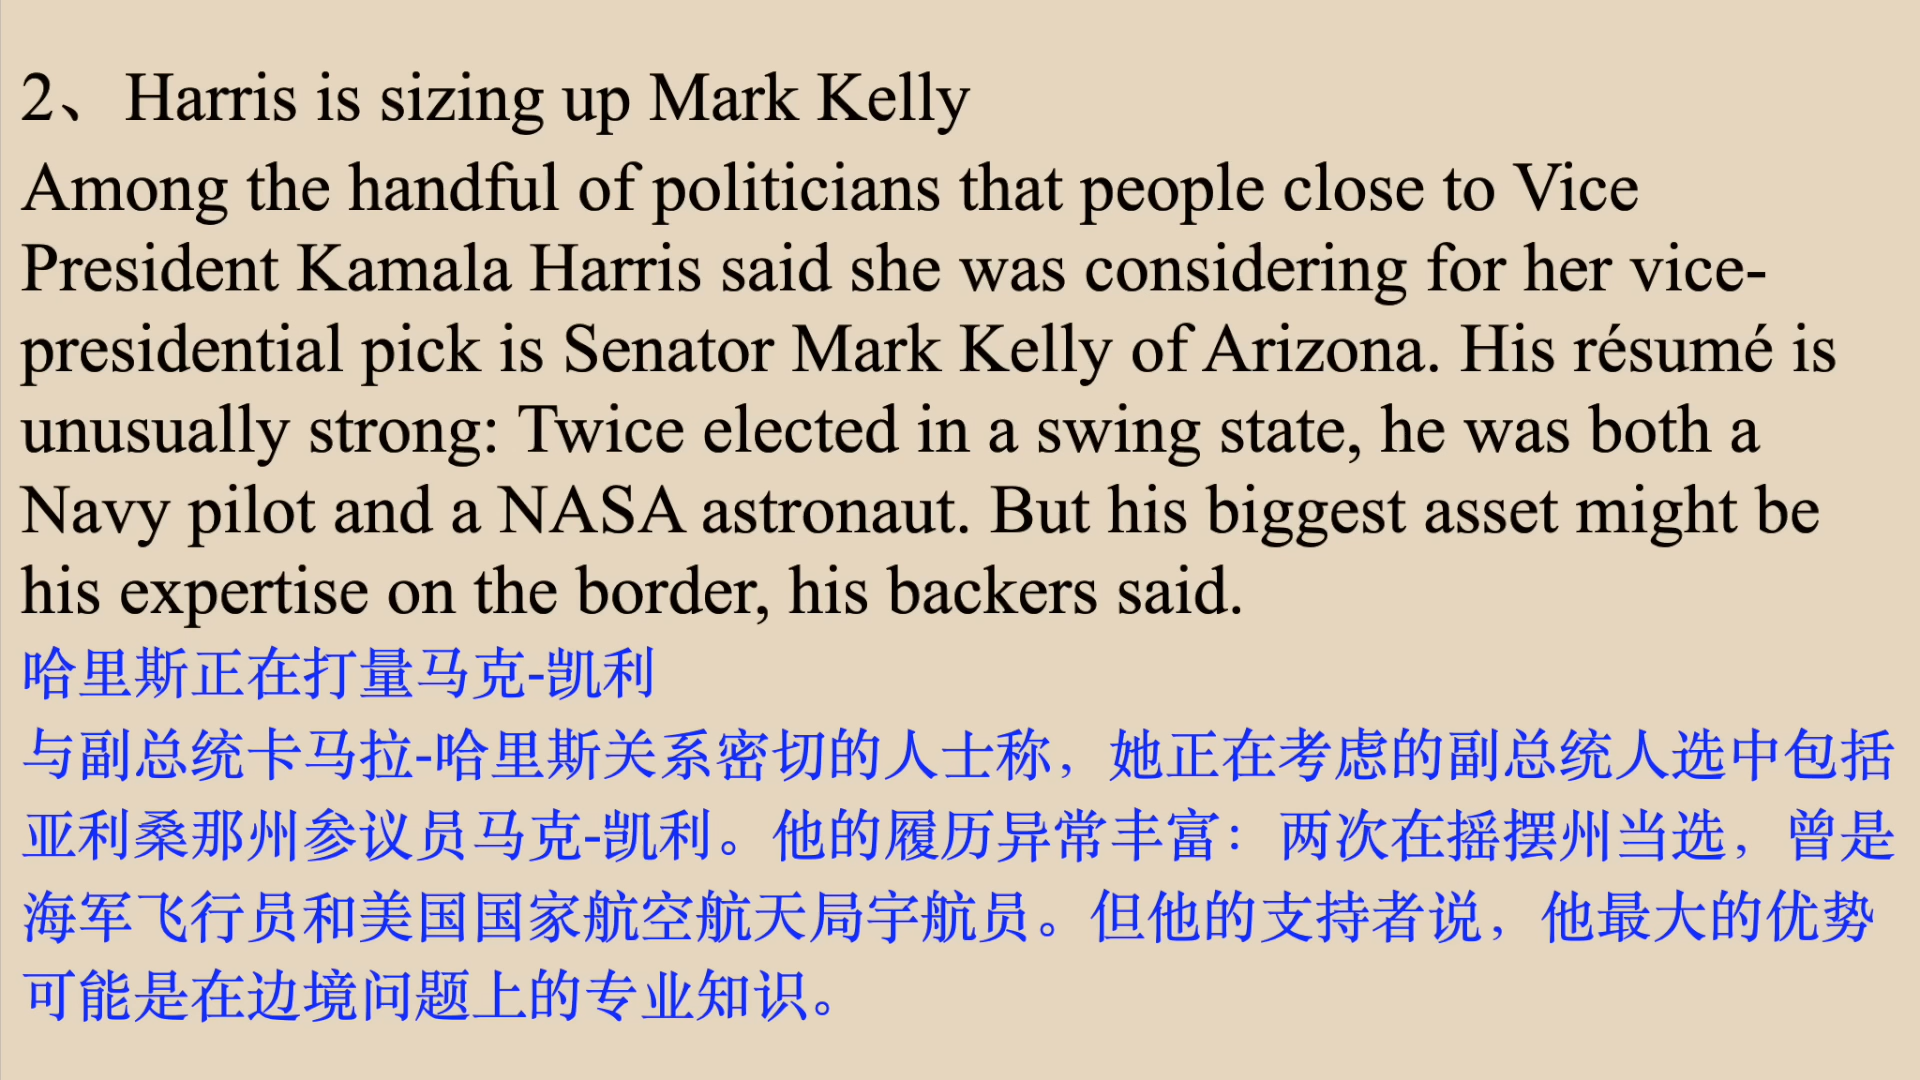 2、Harris is sizing up Mark Kelly
Among the handful of politicians that people close to Vice
President Kamala Harris said she was considering for her vice-
presidential pick is Senator Mark Kelly of Arizona. His résumé is
unusually strong: Twice elected in a swing state, he was both a
Navy pilot and a NASA astronaut. But his biggest asset might be
his expertise on the border, his backers said.
哈里斯正在打量马克-凯利
与副总统卡马拉-哈里斯关系密切的人士称，她正在考虑的副总统人选中包括
亚利桑那州参议员马克-凯利。他的履历异常丰富：两次在摇摆州当选，曾是
海军飞行员和美国国家航空航天局宇航员。但他的支持者说，他最大的优势
可能是在边境问题上的专业知识。